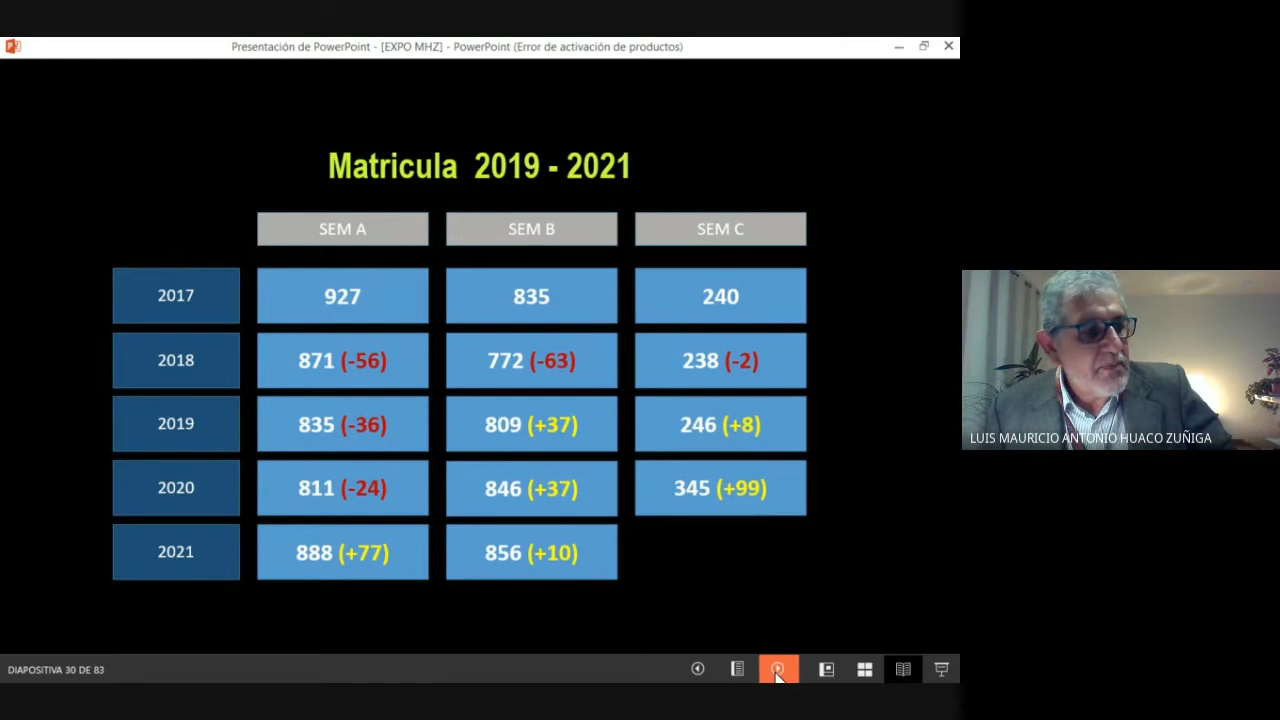 Presentación de PowerPoint - [EXPO MHZ] - PowerPoint (Error de activación de productos)
Matricula 2019 - 2021
SEM A SEM B SEM C
2017 927 835 240
2018 871 (-56) 772 (-63) 238 (-2)
2019 835 (-36) 809 (+37) 246 (+8)
2020 811 (-24) 846 (+37) 345 (+99)
2021 888 (+77) 856 (+10)
LUIS MAURICIO ANTONIO HUACO ZUÑIGA
DIAPOSITIVA 30 DE 83